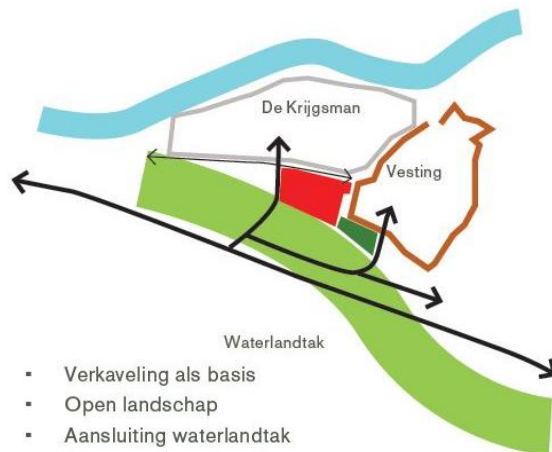 De Krijgsman
Vesting
Waterlandtak
▪ Verkaveling als basis
▪ Open landschap
▪ Aansluiting waterlandtak